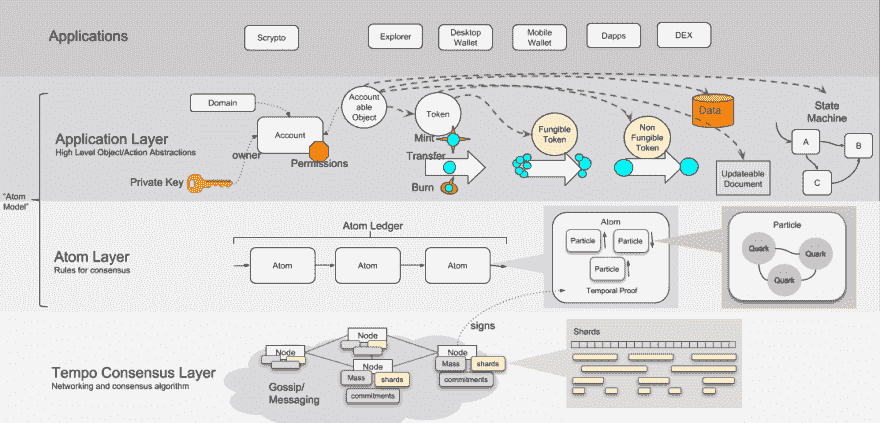 Applications
Scrypto
Explorer
Desktop
Wallet
Mobile
Wallet
Dapps
DEX
"Atom
Model"
Application Layer
High Level Object/Action Abstractions
Domain
Account
owner
Permissions
Private Key
Account
able
Object
Token
Mint
Transfer
Burn
Fungible
Token
Non
Fungible
Token
Data
Updateable
Document
State
Machine
A
B
C
Atom Layer
Rules for consensus
Atom Ledger
Atom
Atom
Atom
Atom
Particle
Particle
Particle
Temporal Proof
Particle
Quark
Quark
Quark
Tempo Consensus Layer
Networking and consensus algorithm
Gossip/
Messaging
Node
Node
Node
Mass
shards
commitments
Node
Mass
shards
commitments
signs
Shards